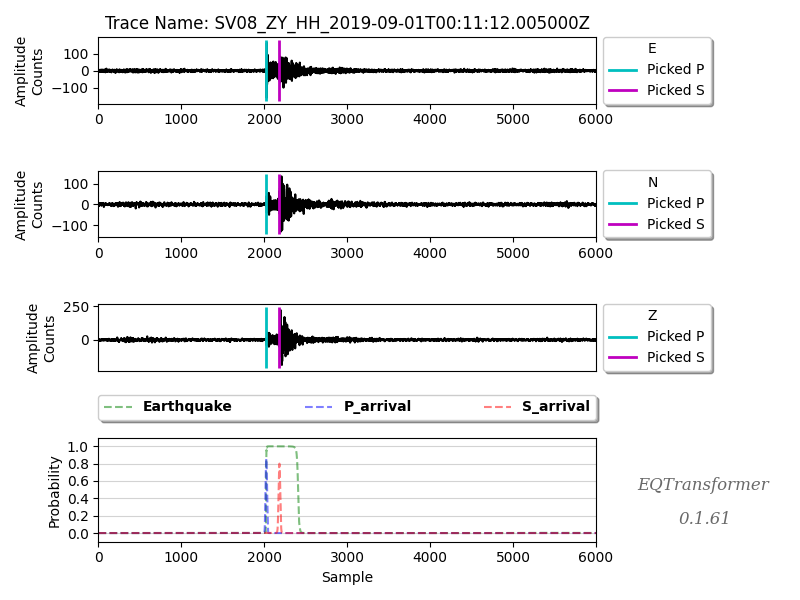 Trace Name: SV08_ZY_HH_2019-09-01T00:11:12.005000Z
Amplitude
Counts
100
0
−100
0 1000 2000 3000 4000 5000 6000
E
Picked P
Picked S
Amplitude
Counts
100
0
−100
0 1000 2000 3000 4000 5000 6000
N
Picked P
Picked S
Amplitude
Counts
250
0
Z
Picked P
Picked S
Earthquake P_arrival S_arrival
Probability
1.0
0.8
0.6
0.4
0.2
0.0
0 1000 2000 3000 4000 5000 6000
Sample
EQTransformer
0.1.61